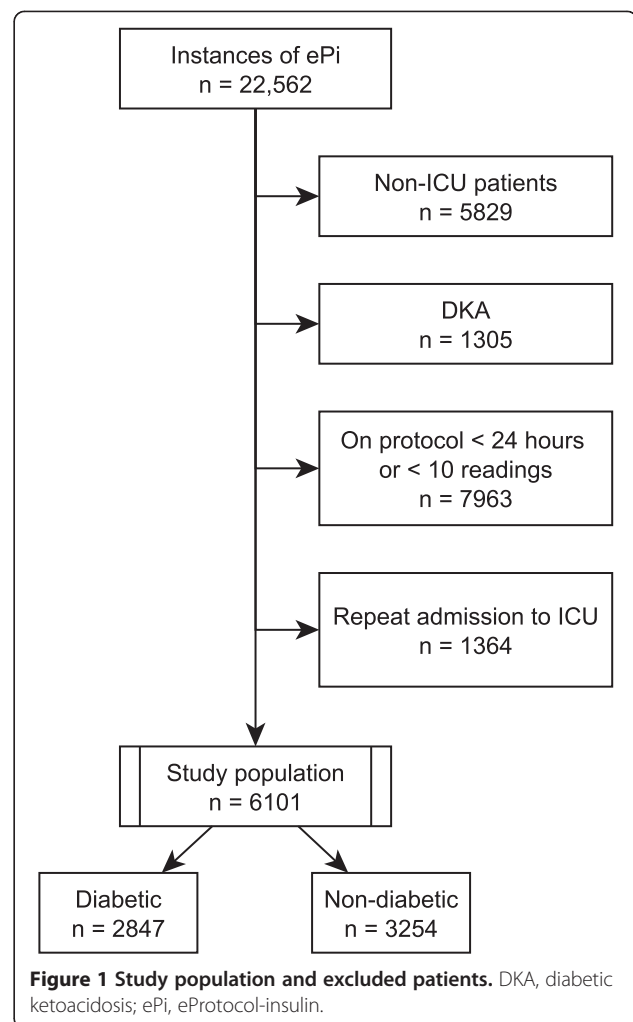 Instances of ePi
n = 22,562
Non-ICU patients
n = 5829
DKA
n = 1305
On protocol < 24 hours
or < 10 readings
n = 7963
Repeat admission to ICU
n = 1364
Study population
n = 6101
Diabetic
n = 2847
Non-diabetic
n = 3254
Figure 1 Study population and excluded patients. DKA, diabetic
ketoacidosis; ePi, eProtocol-insulin.